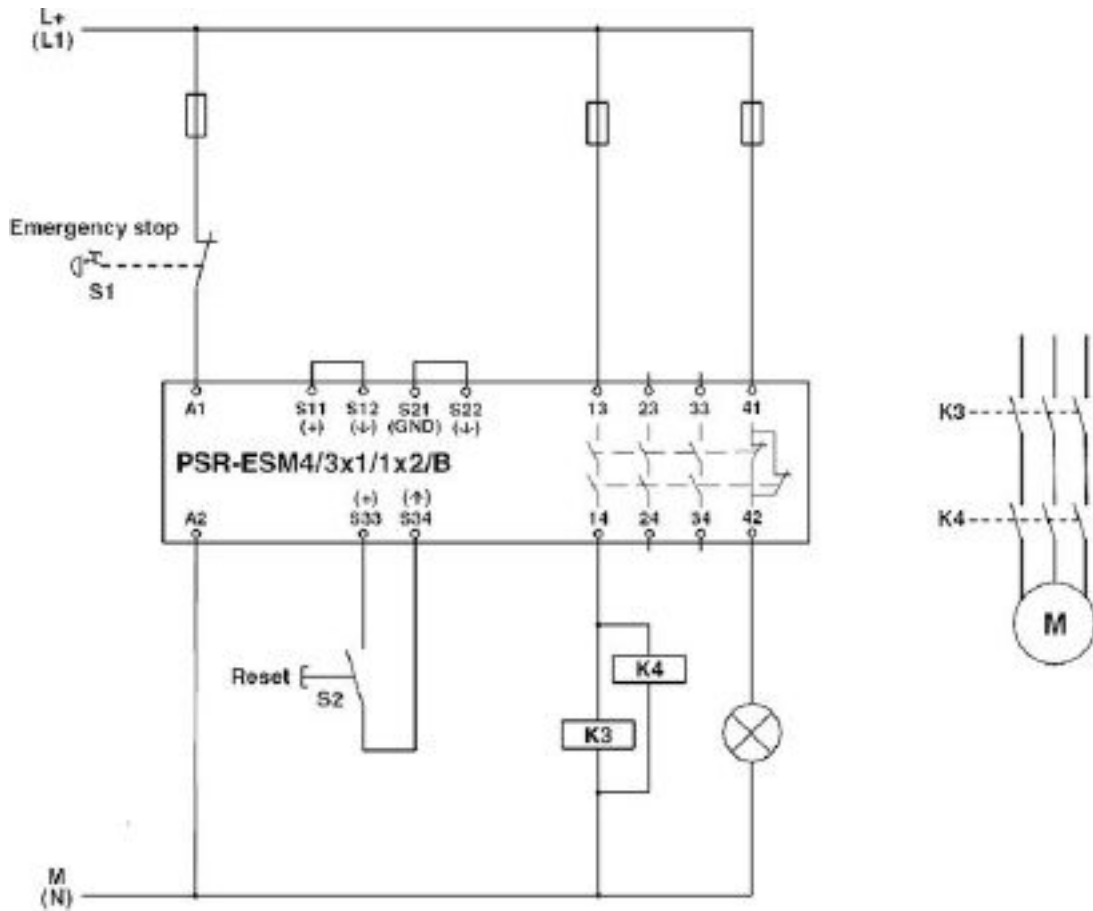 L+
(L1)
Emergency stop
S1
A1 S11 S12 S21 S22 13 23 33 41
(+) (↓) (GND) (↓)
PSR-ESM4/3x1/1x2/B
(+) (↑)
A2 S33 S34 14 24 34 42
K3
K4
M
Reset
S2
K4
K3
M
(N)